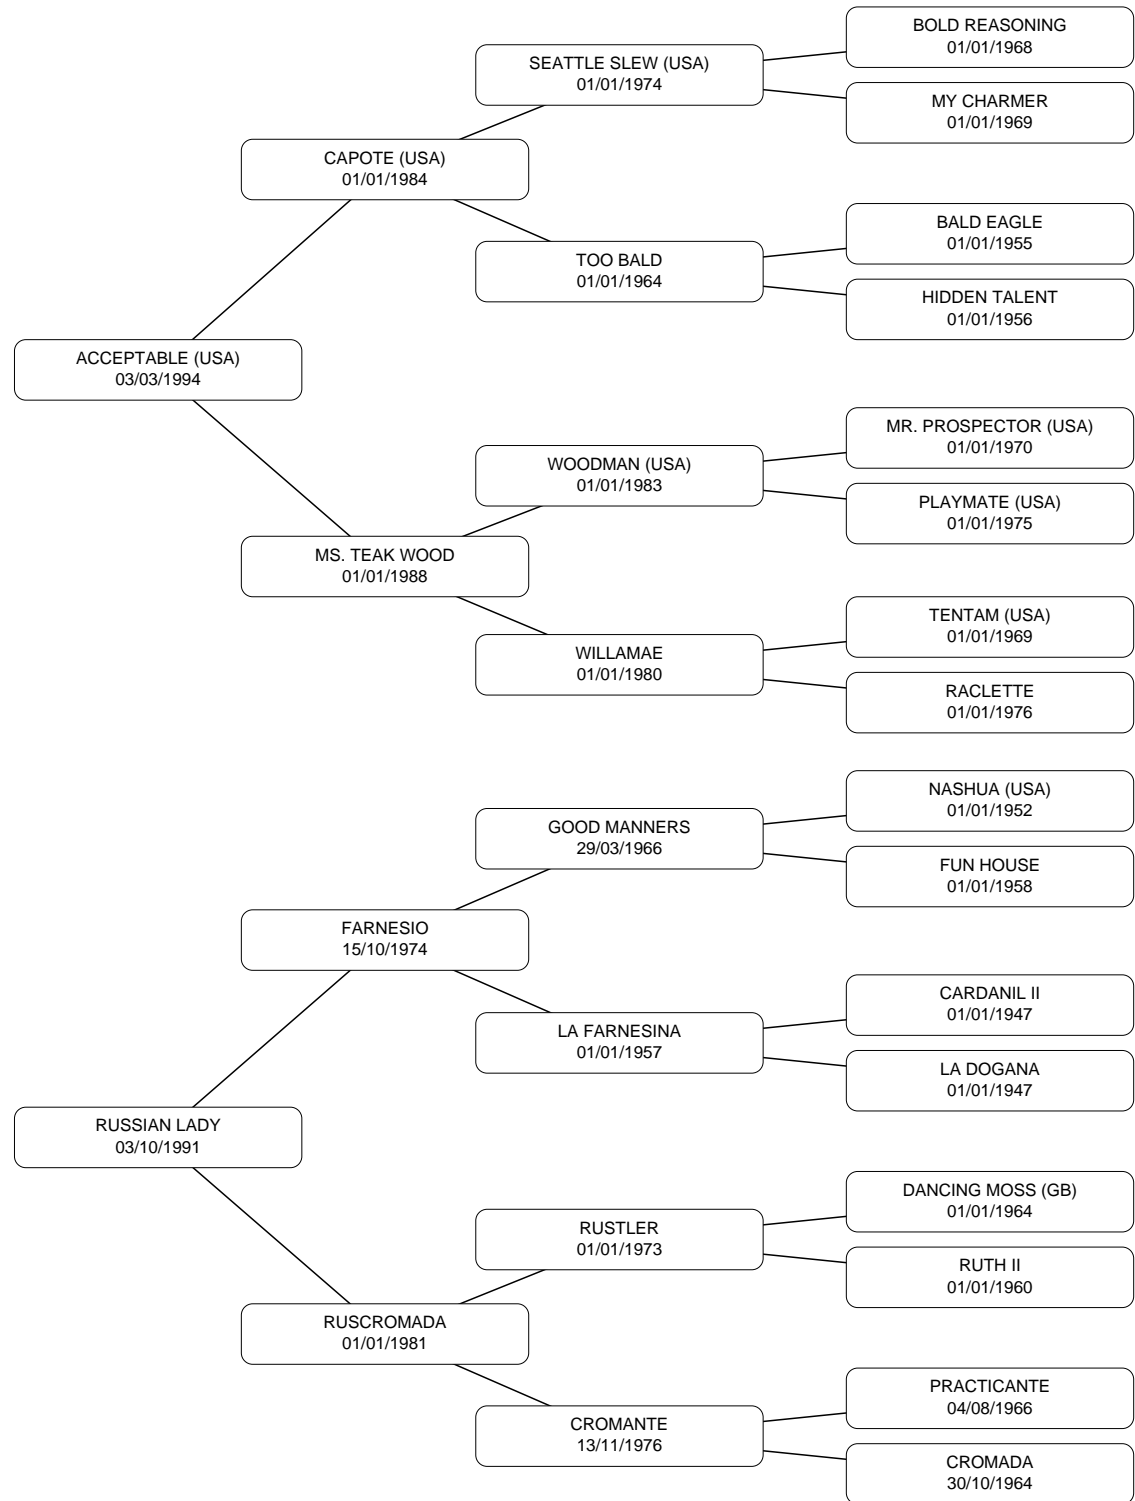 BOLD REASONING
01/01/1968
SEATTLE SLEW (USA)
01/01/1974
MY CHARMER
01/01/1969
CAPOTE (USA)
01/01/1984
BALD EAGLE
01/01/1955
TOO BALD
01/01/1964
HIDDEN TALENT
01/01/1956
ACCEPTABLE (USA)
03/03/1994
MR. PROSPECTOR (USA)
01/01/1970
WOODMAN (USA)
01/01/1983
PLAYMATE (USA)
01/01/1975
MS. TEAK WOOD
01/01/1988
TENTAM (USA)
01/01/1969
WILLAMAE
01/01/1980
RACLETTE
01/01/1976
NASHUA (USA)
01/01/1952
GOOD MANNERS
29/03/1966
FUN HOUSE
01/01/1958
FARNESIO
15/10/1974
CARDANIL II
01/01/1947
LA FARNESINA
01/01/1957
LA DOGANA
01/01/1947
RUSSIAN LADY
03/10/1991
DANCING MOSS (GB)
01/01/1964
RUSTLER
01/01/1973
RUTH II
01/01/1960
RUSCROMADA
01/01/1981
PRACTICANTE
04/08/1966
CROMANTE
13/11/1976
CROMADA
30/10/1964